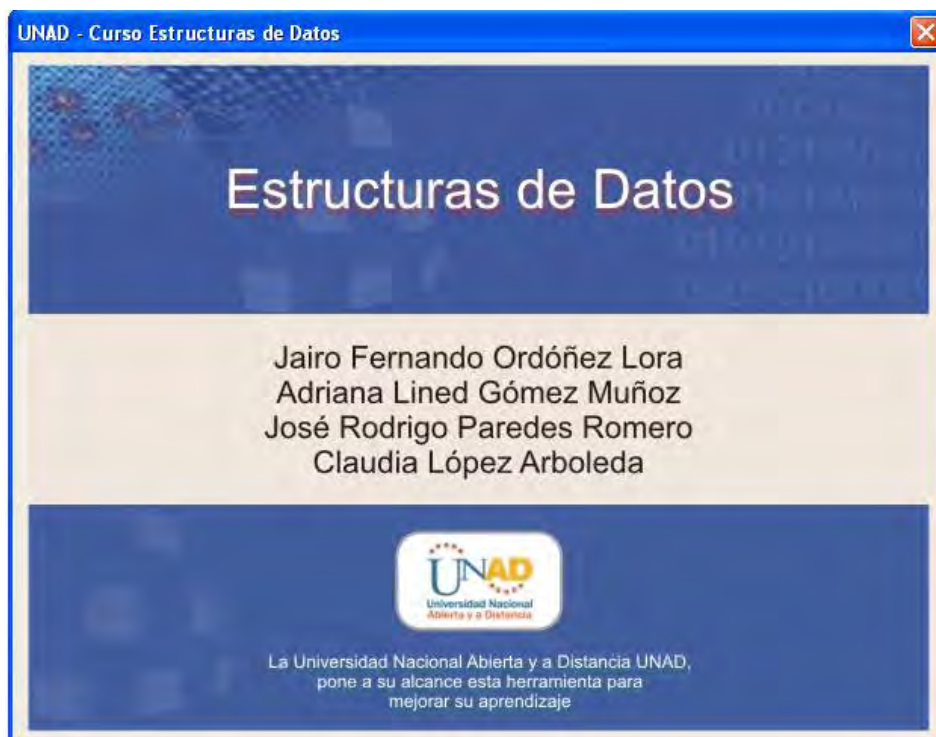 UNAD - Curso Estructuras de Datos
Estructuras de Datos
Jairo Fernando Ordóñez Lora
Adriana Lined Gómez Muñoz
José Rodrigo Paredes Romero
Claudia López Arboleda
UNAD
Universidad Nacional
Abierta y a Distancia
La Universidad Nacional Abierta y a Distancia UNAD,
pone a su alcance esta herramienta para
mejorar su aprendizaje